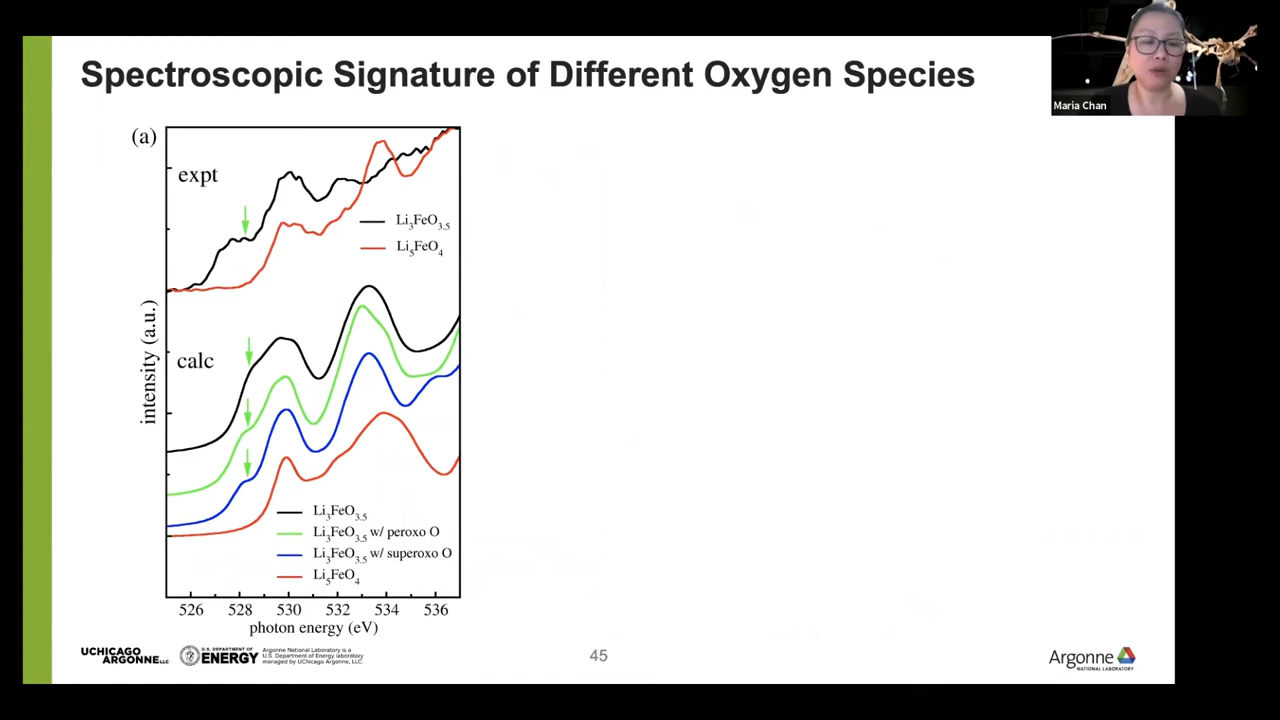 Spectroscopic Signature of Different Oxygen Species
Maria Chan
(a)
expt
Li3FeO3.5
Li5FeO4
intensity (a.u.)
calc
Li3FeO3.5
Li3FeO3.5 w/ peroxo O
Li3FeO3.5 w/ superoxo O
Li5FeO4
526 528 530 532 534 536
photon energy (eV)
UCHICAGO
ARGONNE LLC
U.S. DEPARTMENT OF
ENERGY
Argonne National Laboratory is a
U.S. Department of Energy laboratory
managed by UChicago Argonne, LLC.
45
Argonne
NATIONAL LABORATORY